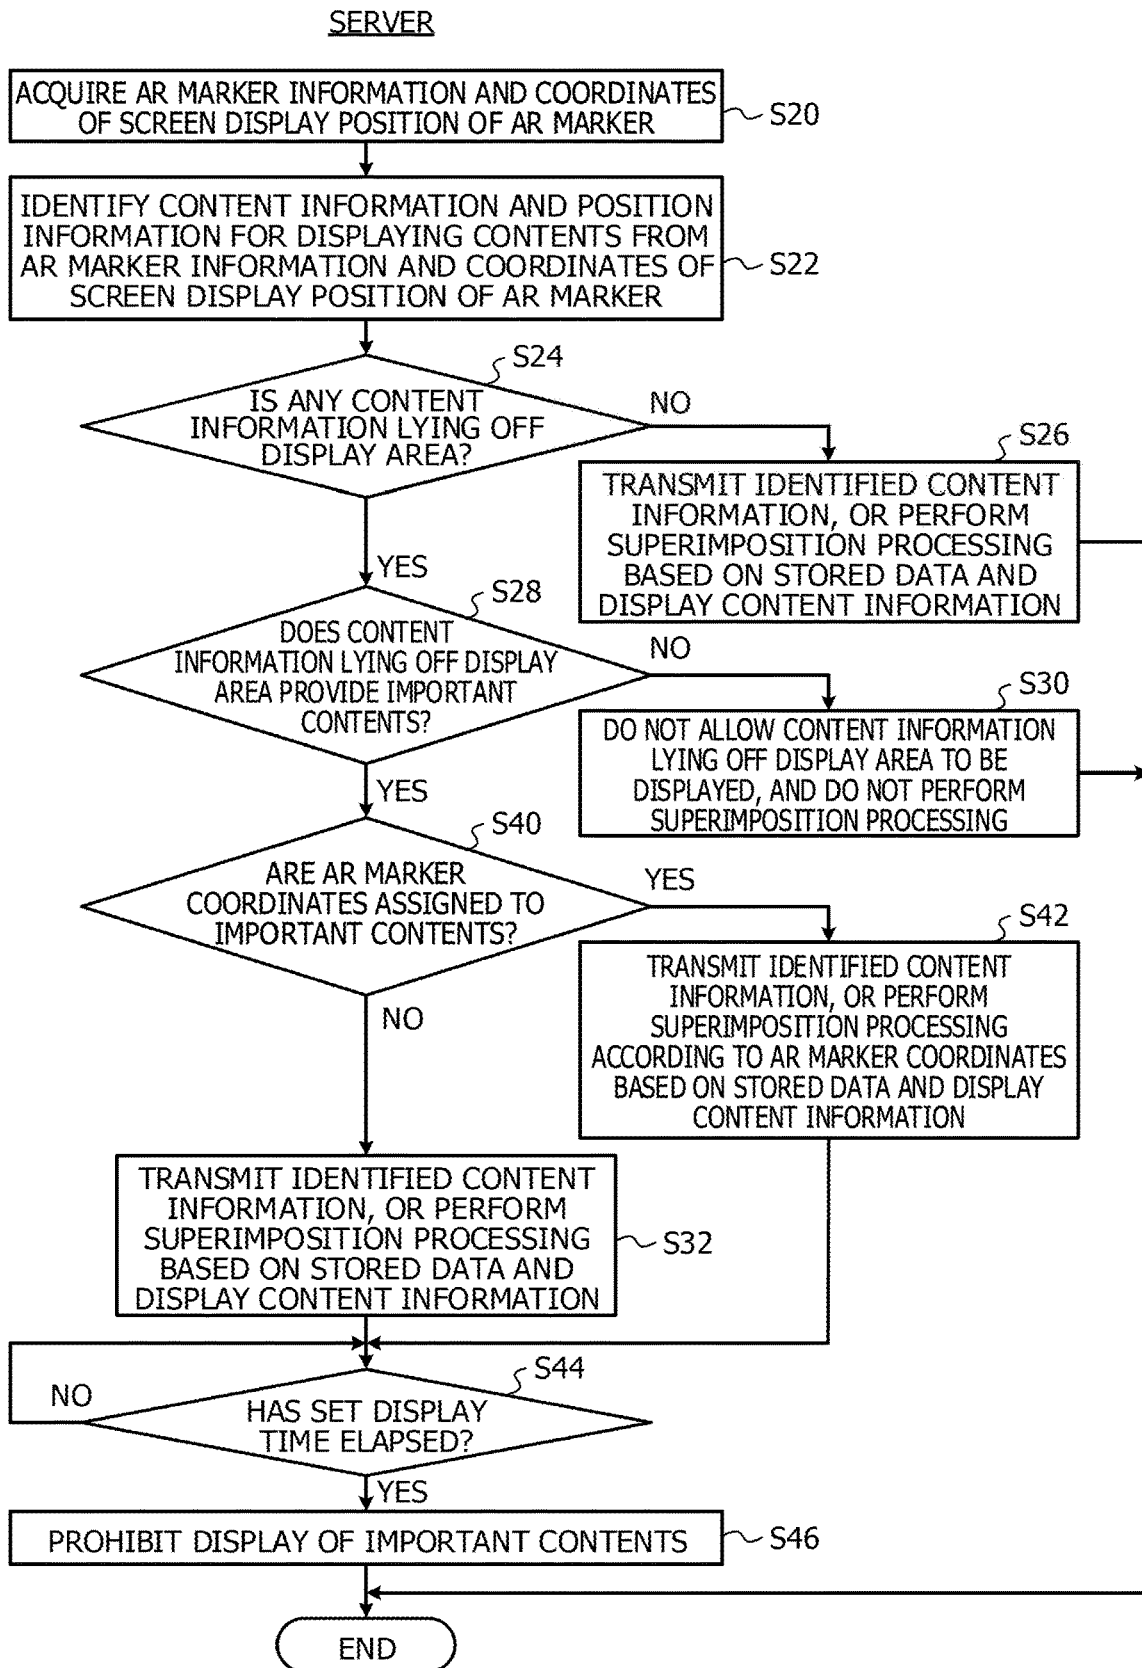 SERVER
ACQUIRE AR MARKER INFORMATION AND COORDINATES
OF SCREEN DISPLAY POSITION OF AR MARKER
S20
IDENTIFY CONTENT INFORMATION AND POSITION
INFORMATION FOR DISPLAYING CONTENTS FROM
AR MARKER INFORMATION AND COORDINATES OF
SCREEN DISPLAY POSITION OF AR MARKER
S22
S24
IS ANY CONTENT
INFORMATION LYING OFF
DISPLAY AREA?
NO
YES
S26
TRANSMIT IDENTIFIED CONTENT
INFORMATION, OR PERFORM
SUPERIMPOSITION PROCESSING
BASED ON STORED DATA AND
DISPLAY CONTENT INFORMATION
S28
DOES CONTENT
INFORMATION LYING OFF DISPLAY
AREA PROVIDE IMPORTANT
CONTENTS?
NO
YES
S30
DO NOT ALLOW CONTENT INFORMATION
LYING OFF DISPLAY AREA TO BE
DISPLAYED, AND DO NOT PERFORM
SUPERIMPOSITION PROCESSING
S40
ARE AR MARKER
COORDINATES ASSIGNED TO
IMPORTANT CONTENTS?
YES
NO
S42
TRANSMIT IDENTIFIED CONTENT
INFORMATION, OR PERFORM
SUPERIMPOSITION PROCESSING
ACCORDING TO AR MARKER COORDINATES
BASED ON STORED DATA AND DISPLAY
CONTENT INFORMATION
TRANSMIT IDENTIFIED CONTENT
INFORMATION, OR PERFORM
SUPERIMPOSITION PROCESSING
BASED ON STORED DATA AND
DISPLAY CONTENT INFORMATION
S32
S44
NO
HAS SET DISPLAY
TIME ELAPSED?
YES
PROHIBIT DISPLAY OF IMPORTANT CONTENTS
S46
END